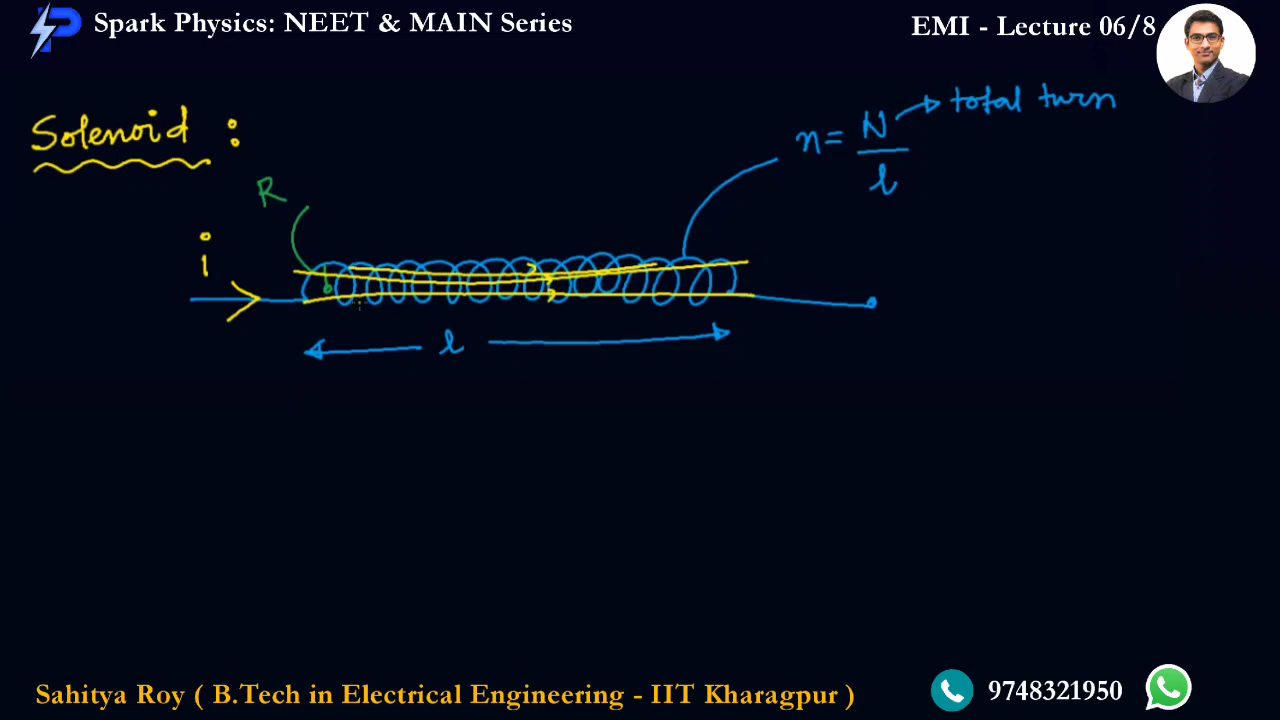 Spark Physics: NEET & MAIN Series
EMI - Lecture 06/8
Solenoid :
n = N/l → total turn
R
i
l
Sahitya Roy ( B.Tech in Electrical Engineering - IIT Kharagpur )
9748321950